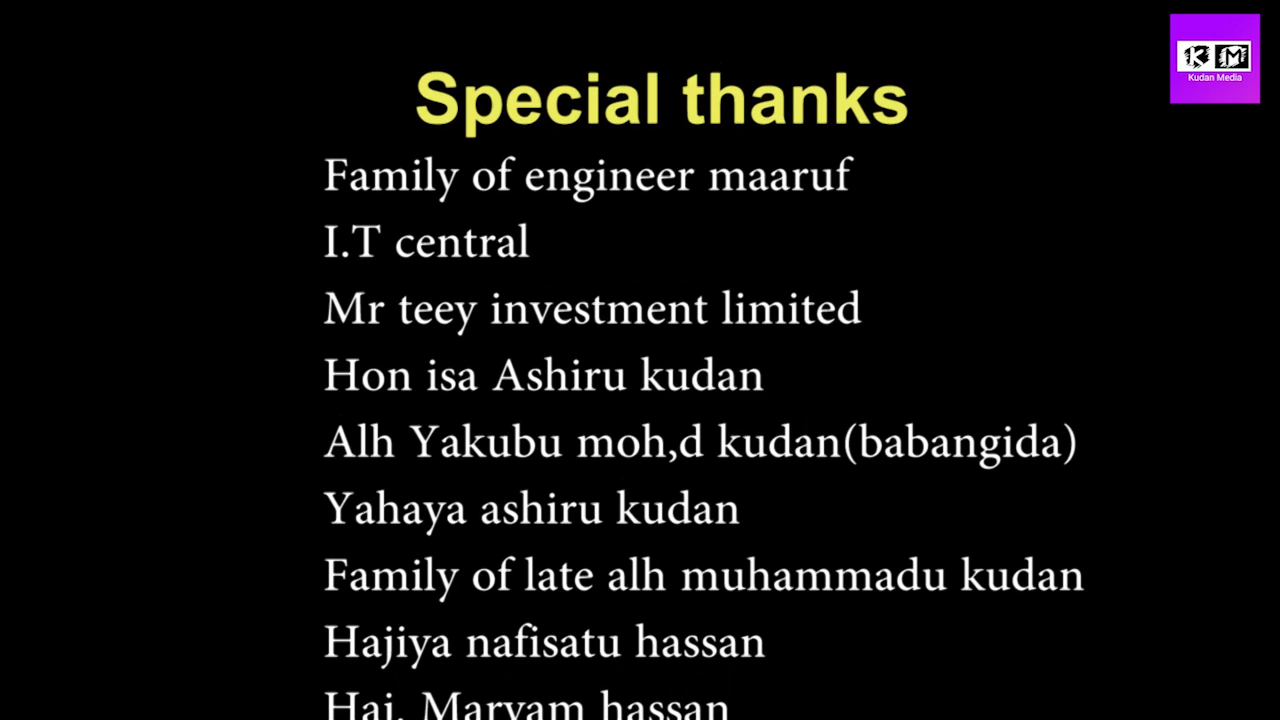 K M
Kudan Media
Special thanks
Family of engineer maaruf
I.T central
Mr teey investment limited
Hon isa Ashiru kudan
Alh Yakubu moh,d kudan(babangida)
Yahaya ashiru kudan
Family of late alh muhammadu kudan
Hajiya nafisatu hassan
Haj. Maryam hassan